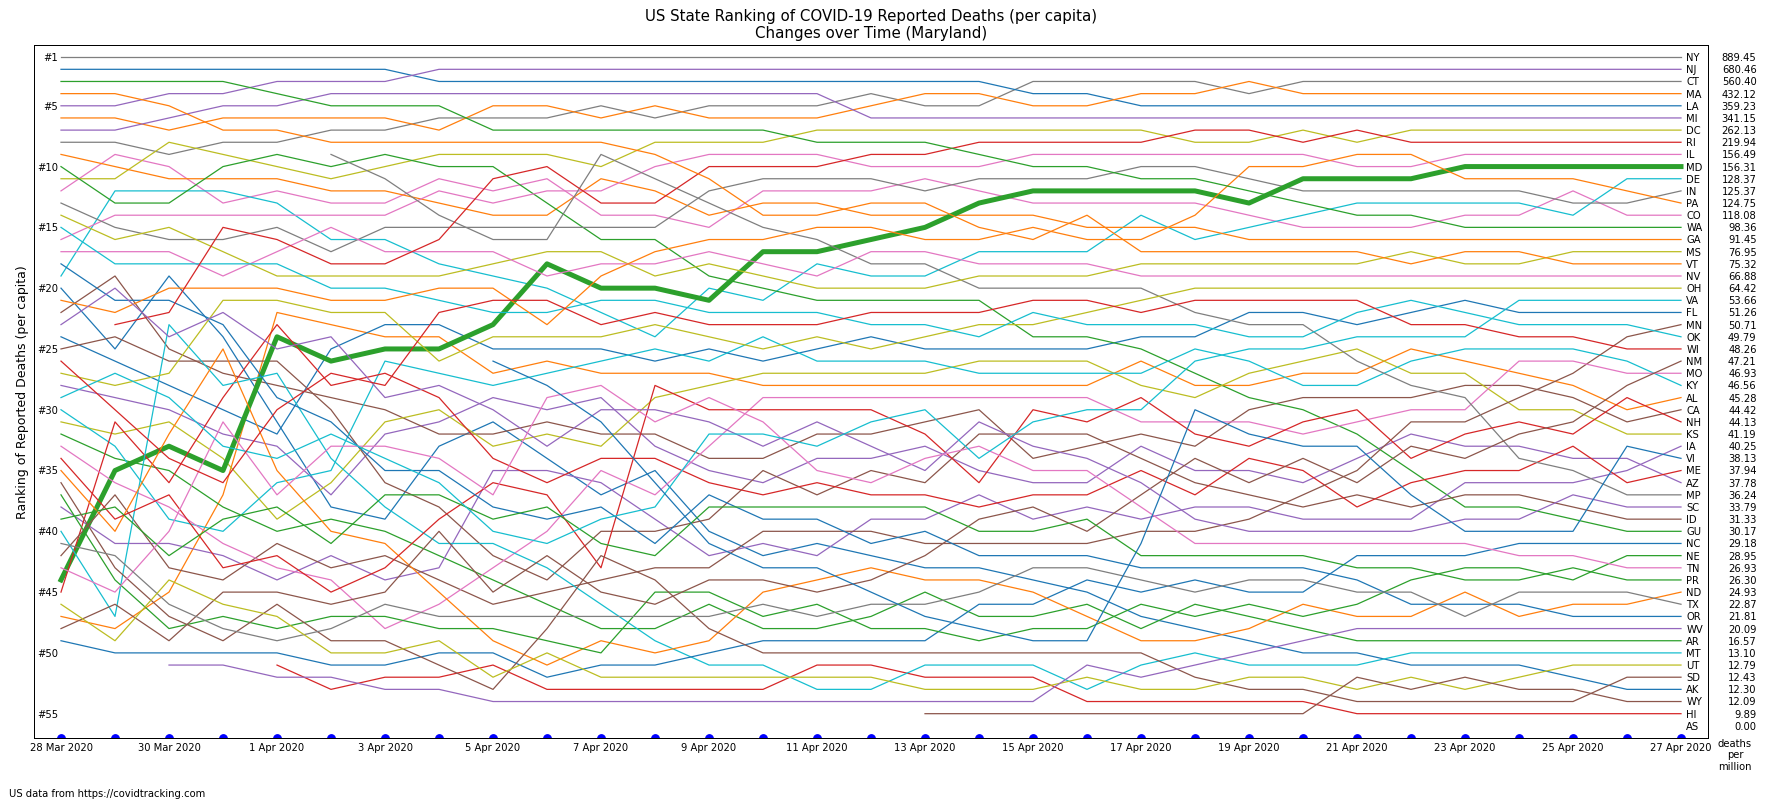 US State Ranking of COVID-19 Reported Deaths (per capita)
Changes over Time (Maryland)
Ranking of Reported Deaths (per capita)
#1
#5
#10
#15
#20
#25
#30
#35
#40
#45
#50
#55
NY 889.45
NJ 680.46
CT 560.40
MA 432.12
LA 359.23
MI 341.15
DC 262.13
RI 219.94
IL 156.49
MD 156.31
DE 128.37
IN 125.37
PA 124.75
CO 118.08
WA 98.36
GA 91.45
MS 76.95
VT 75.32
NV 66.88
OH 64.42
VA 53.66
FL 51.26
MN 50.71
OK 49.79
WI 48.26
NM 47.21
MO 46.93
KY 46.56
AL 45.28
CA 44.42
NH 44.13
KS 41.19
IA 40.25
VI 38.13
ME 37.94
AZ 37.78
MP 36.24
SC 33.79
ID 31.33
GU 30.17
NC 29.18
NE 28.95
TN 26.93
PR 26.30
ND 24.93
TX 22.87
OR 21.81
WV 20.09
AR 16.57
MT 13.10
UT 12.79
SD 12.43
AK 12.30
WY 12.09
HI 9.89
AS 0.00
28 Mar 2020 30 Mar 2020 1 Apr 2020 3 Apr 2020 5 Apr 2020 7 Apr 2020 9 Apr 2020 11 Apr 2020 13 Apr 2020 15 Apr 2020 17 Apr 2020 19 Apr 2020 21 Apr 2020 23 Apr 2020 25 Apr 2020 27 Apr 2020
deaths
per
million
US data from https://covidtracking.com